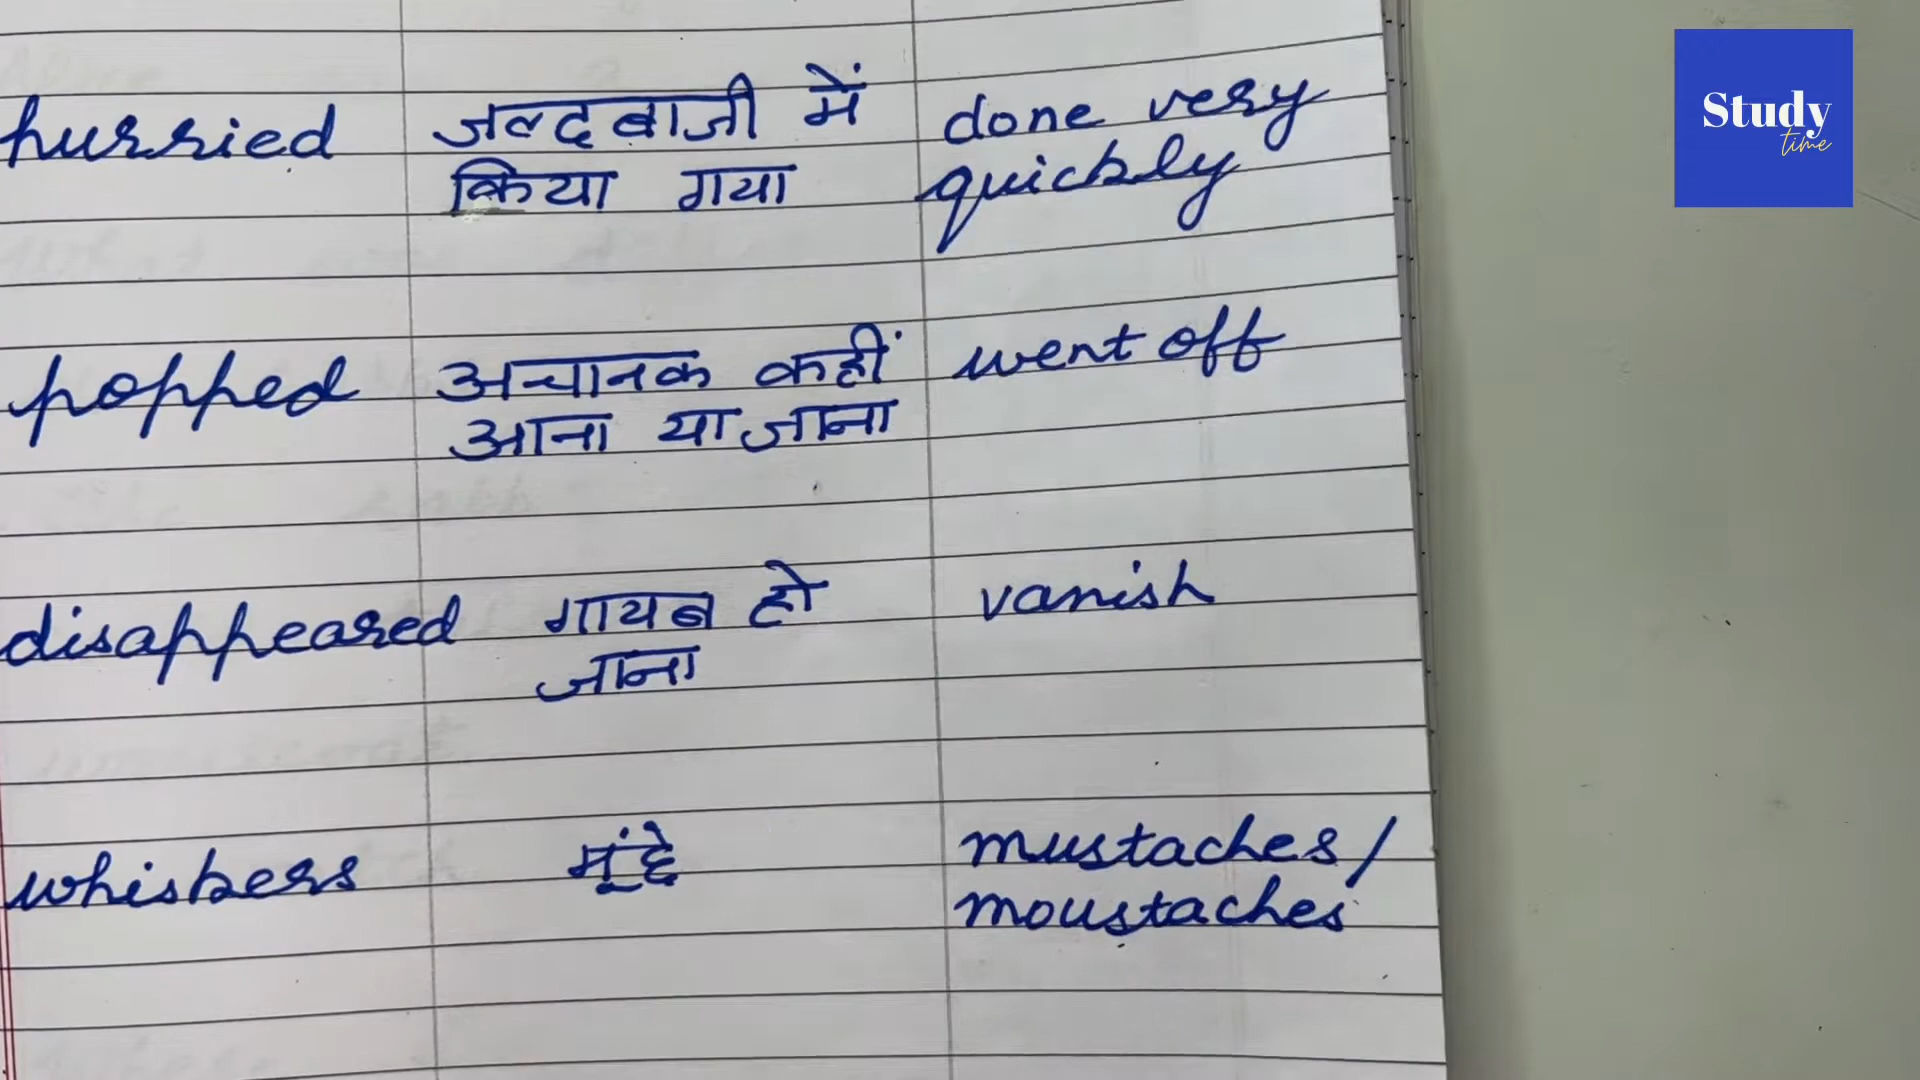 hurried जल्दबाजी में done very
किया गया quickly
popped अचानक कहीं went off
आना या जाना
disappeared गायब हो vanish
जाना
whiskers मूंछे mustaches/
moustaches
Study
time